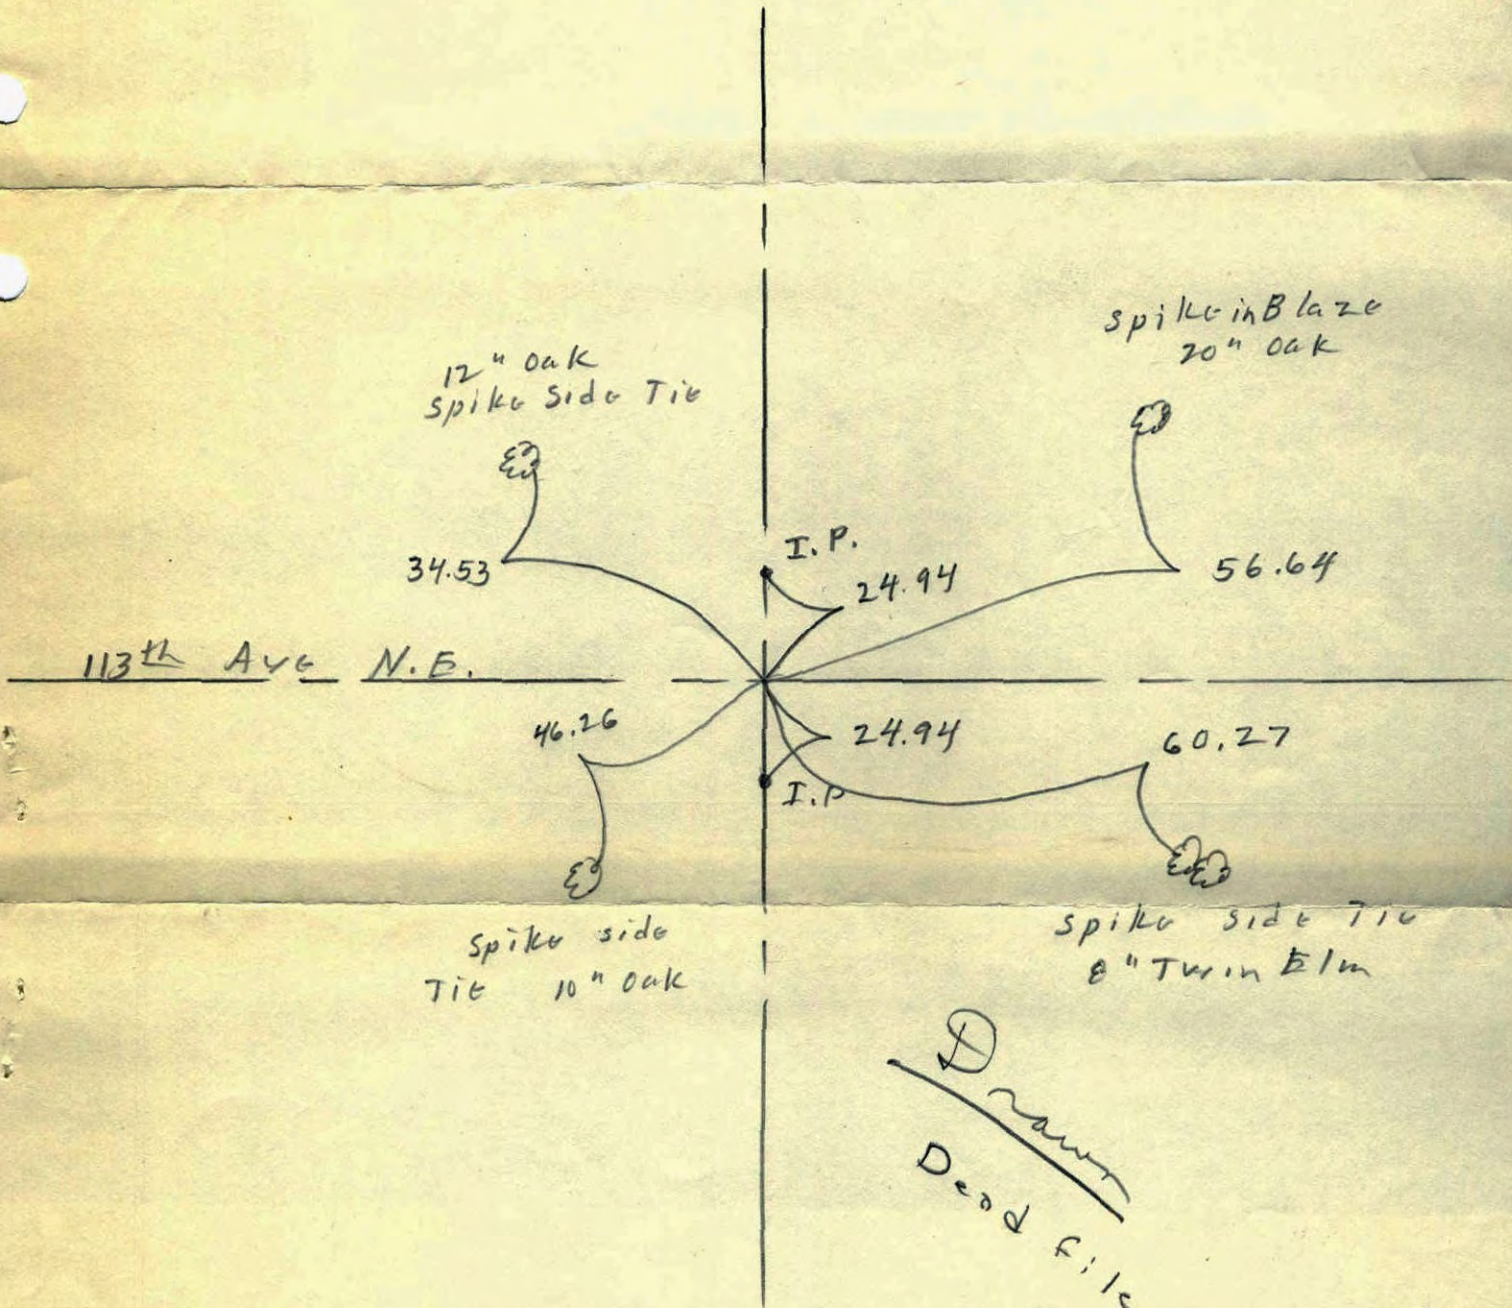 Spike in Blaze
20" Oak
12" Oak
Spike Side Tie
I.P.
34.53
24.94
56.64
113th Ave N.E.
46.26
24.94
60.27
I.P
Spike side
Tie 10" Oak
Spike Side Tie
8" Twin Elm
Drawn
Dead File